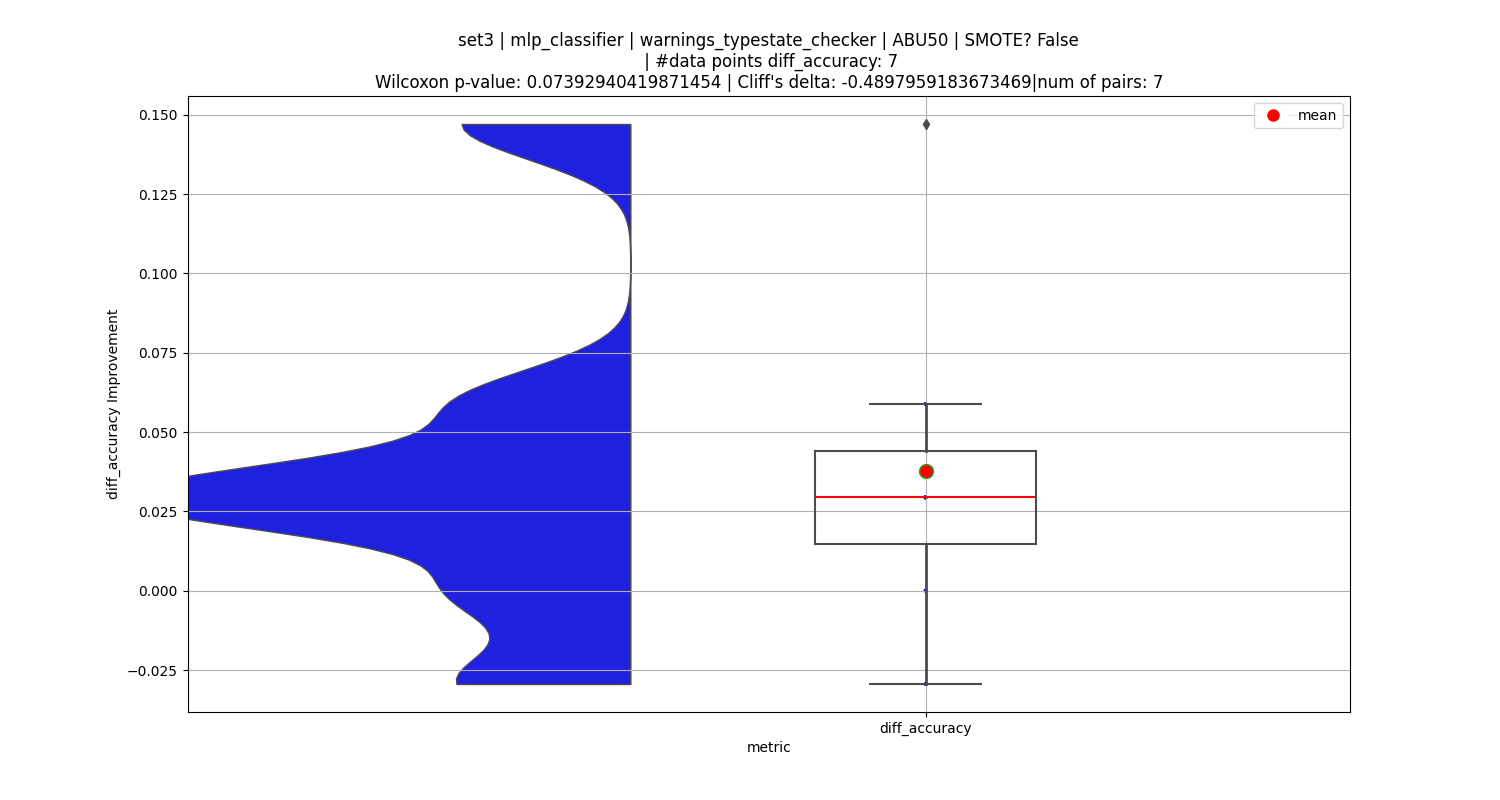 set3 | mlp_classifier | warnings_typestate_checker | ABU50 | SMOTE? False
| #data points diff_accuracy: 7
Wilcoxon p-value: 0.07392940419871454 | Cliff's delta: -0.4897959183673469|num of pairs: 7
mean
0.150
0.125
0.100
0.075
0.050
0.025
0.000
−0.025
diff_accuracy Improvement
diff_accuracy
metric